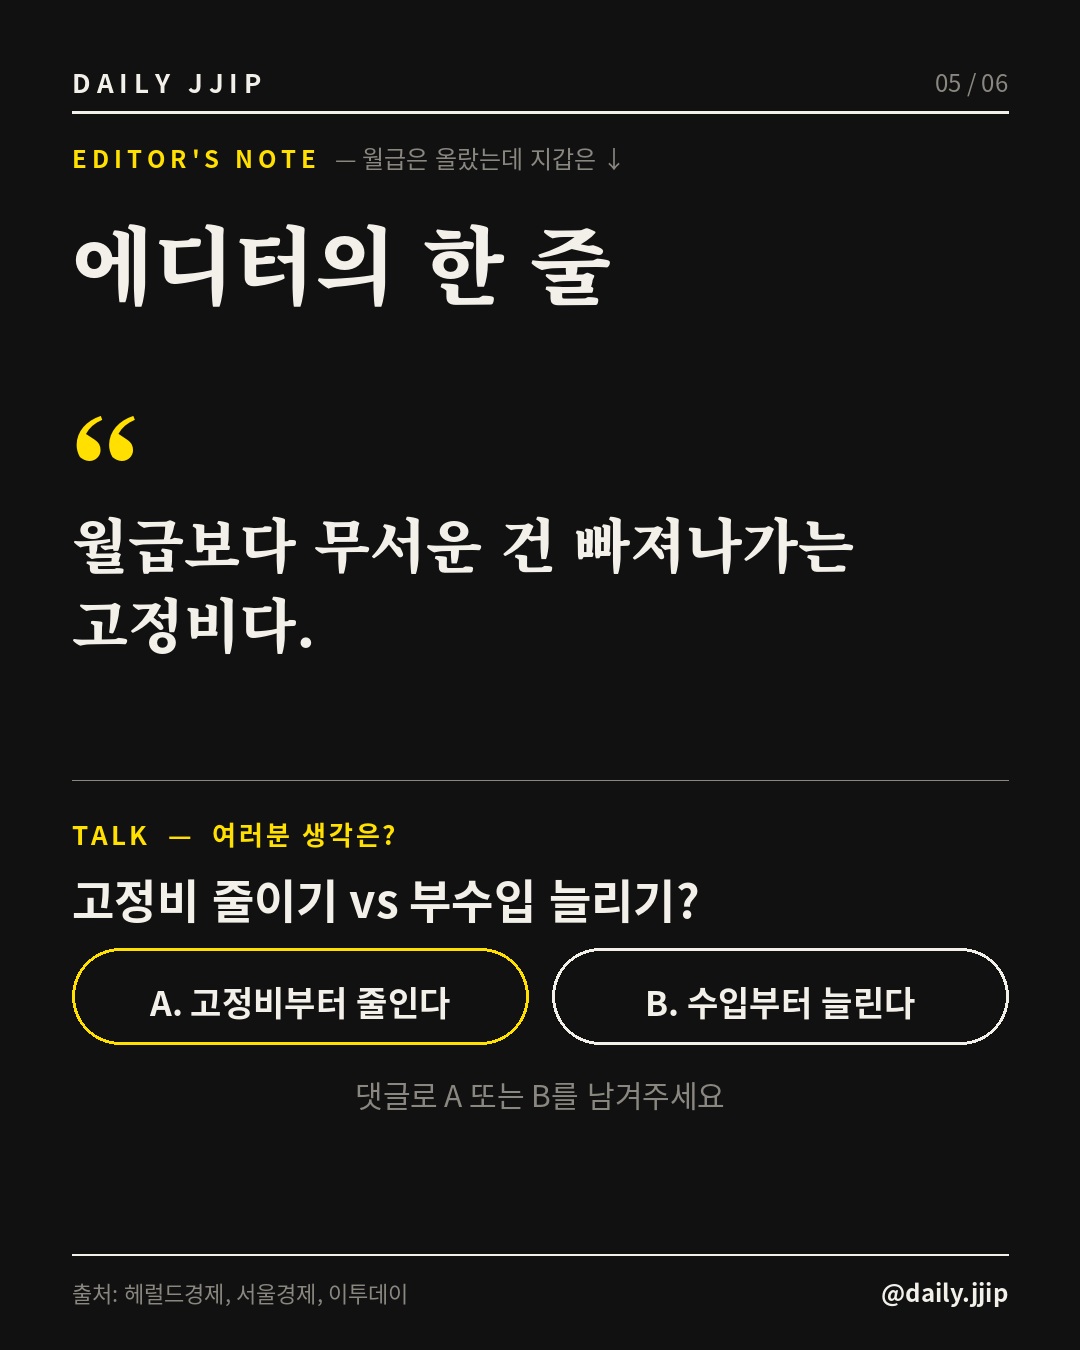 DAILY JJIP
05 / 06
EDITOR'S NOTE — 월급은 올랐는데 지갑은 ↓
에디터의 한 줄
“
월급보다 무서운 건 빠져나가는
고정비다.
TALK — 여러분 생각은?
고정비 줄이기 vs 부수입 늘리기?
A. 고정비부터 줄인다
B. 수입부터 늘린다
댓글로 A 또는 B를 남겨주세요
출처: 헤럴드경제, 서울경제, 이투데이
@daily.jjip